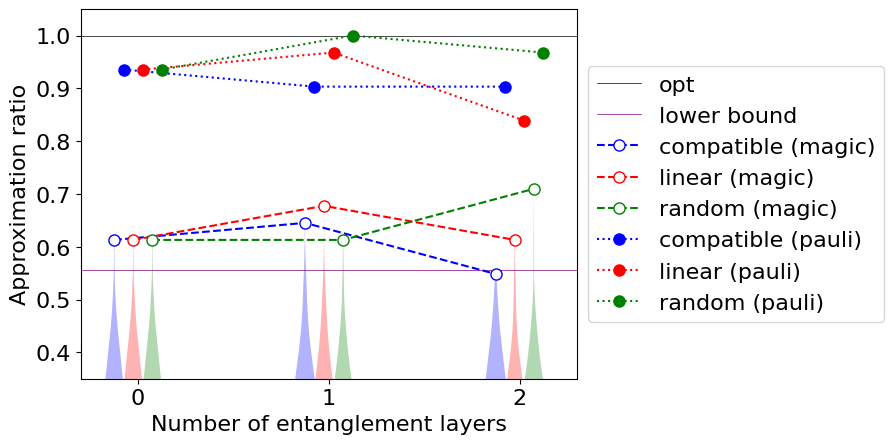 Approximation ratio
1.0
0.9
0.8
0.7
0.6
0.5
0.4
0
1
2
Number of entanglement layers
opt
lower bound
compatible (magic)
linear (magic)
random (magic)
compatible (pauli)
linear (pauli)
random (pauli)